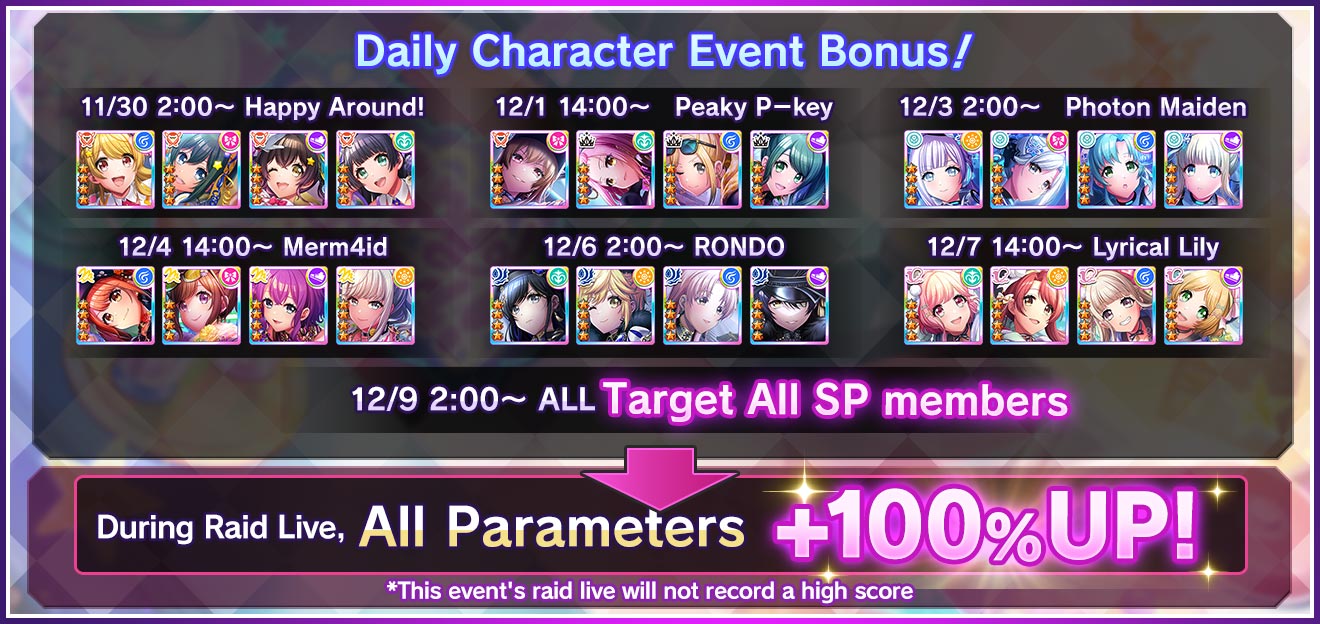 Daily Character Event Bonus!
11/30 2:00～ Happy Around!
12/1 14:00～ Peaky P-key
12/3 2:00～ Photon Maiden
12/4 14:00～ Merm4id
12/6 2:00～ RONDO
12/7 14:00～ Lyrical Lily
12/9 2:00～ ALL Target All SP members
During Raid Live, All Parameters +100%UP!
*This event's raid live will not record a high score